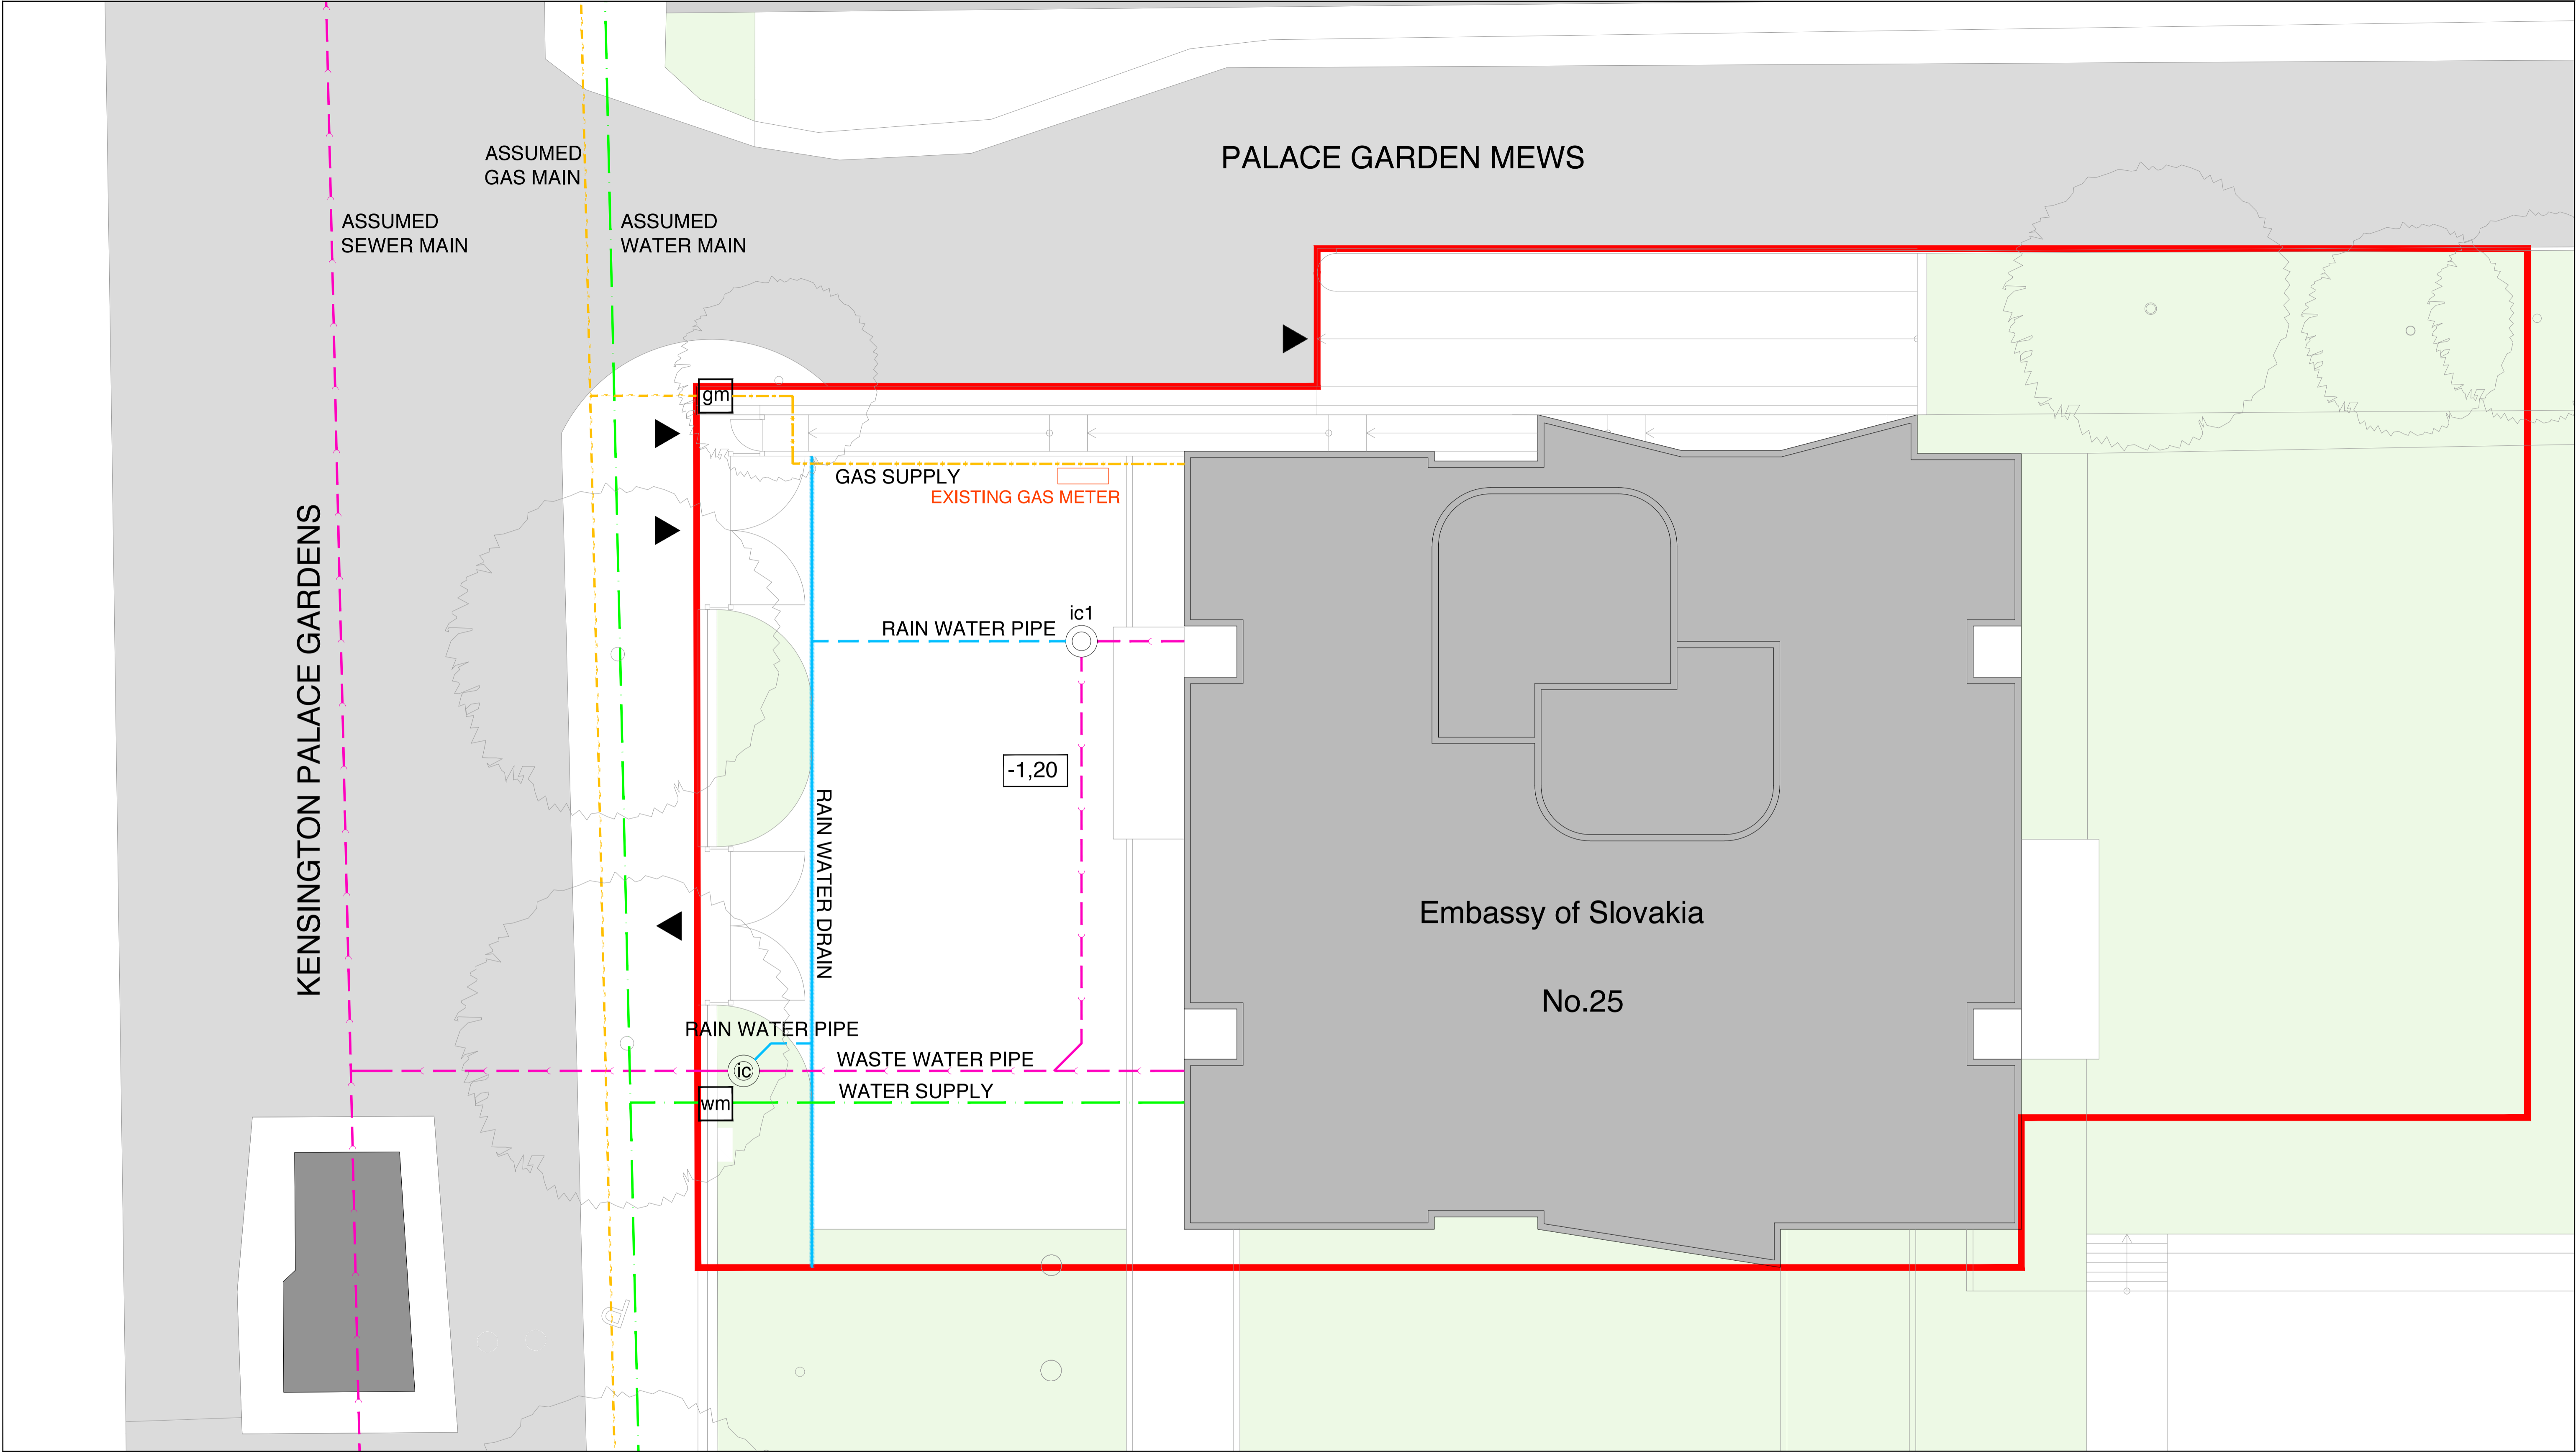 PALACE GARDEN MEWS
ASSUMED
GAS MAIN
ASSUMED
SEWER MAIN
ASSUMED
WATER MAIN
gm
GAS SUPPLY
EXISTING GAS METER
KENSINGTON PALACE GARDENS
ic1
RAIN WATER PIPE
-1,20
RAIN WATER DRAIN
Embassy of Slovakia
No.25
RAIN WATER PIPE
WASTE WATER PIPE
ic
WATER SUPPLY
wm
d